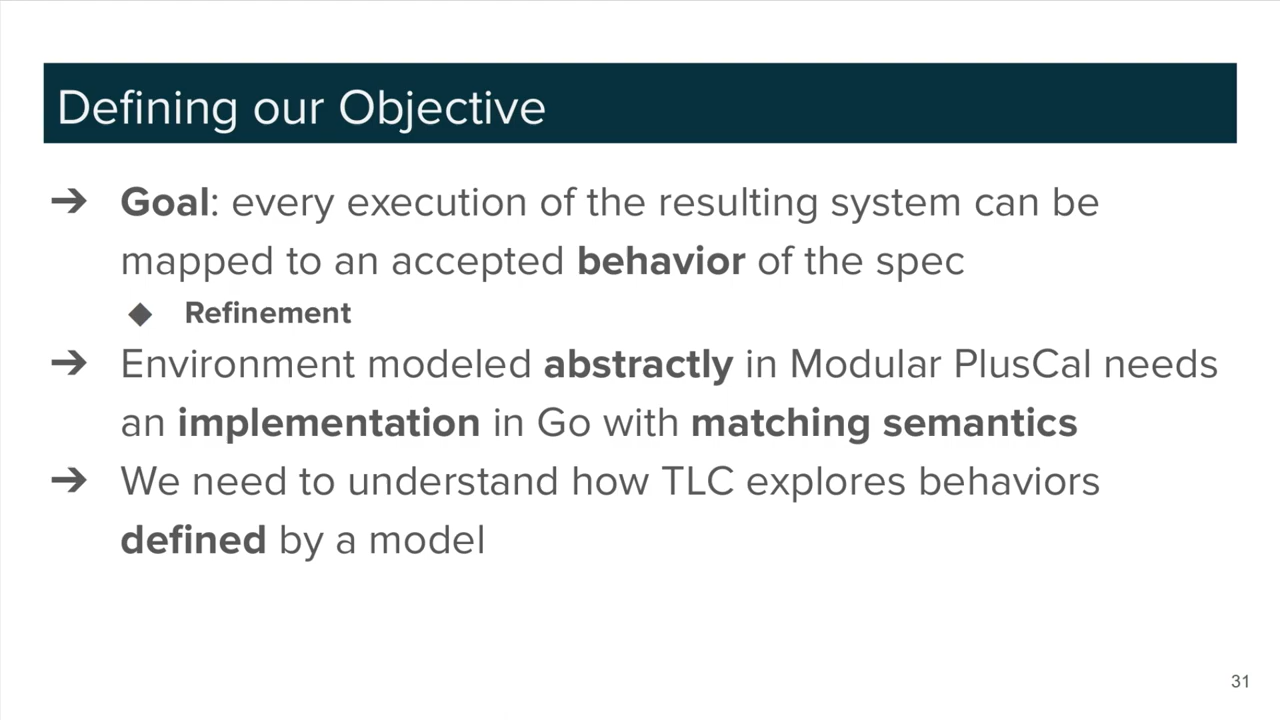 Defining our Objective
➔ Goal: every execution of the resulting system can be
mapped to an accepted behavior of the spec
◆ Refinement
➔ Environment modeled abstractly in Modular PlusCal needs
an implementation in Go with matching semantics
➔ We need to understand how TLC explores behaviors
defined by a model
31